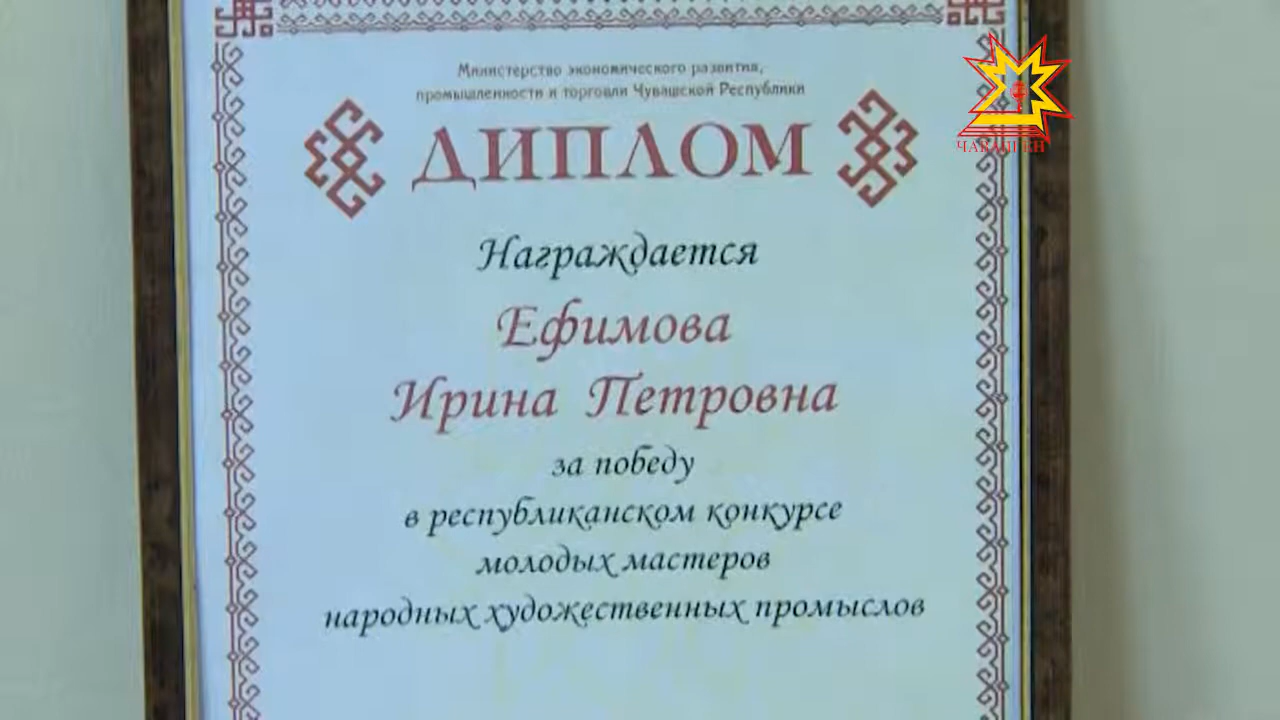 Министерство экономического развития,
промышленности и торговли Чувашской Республики
ДИПЛОМ
Награждается
Ефимова
Ирина Петровна
за победу
в республиканском конкурсе
молодых мастеров
народных художественных промыслов